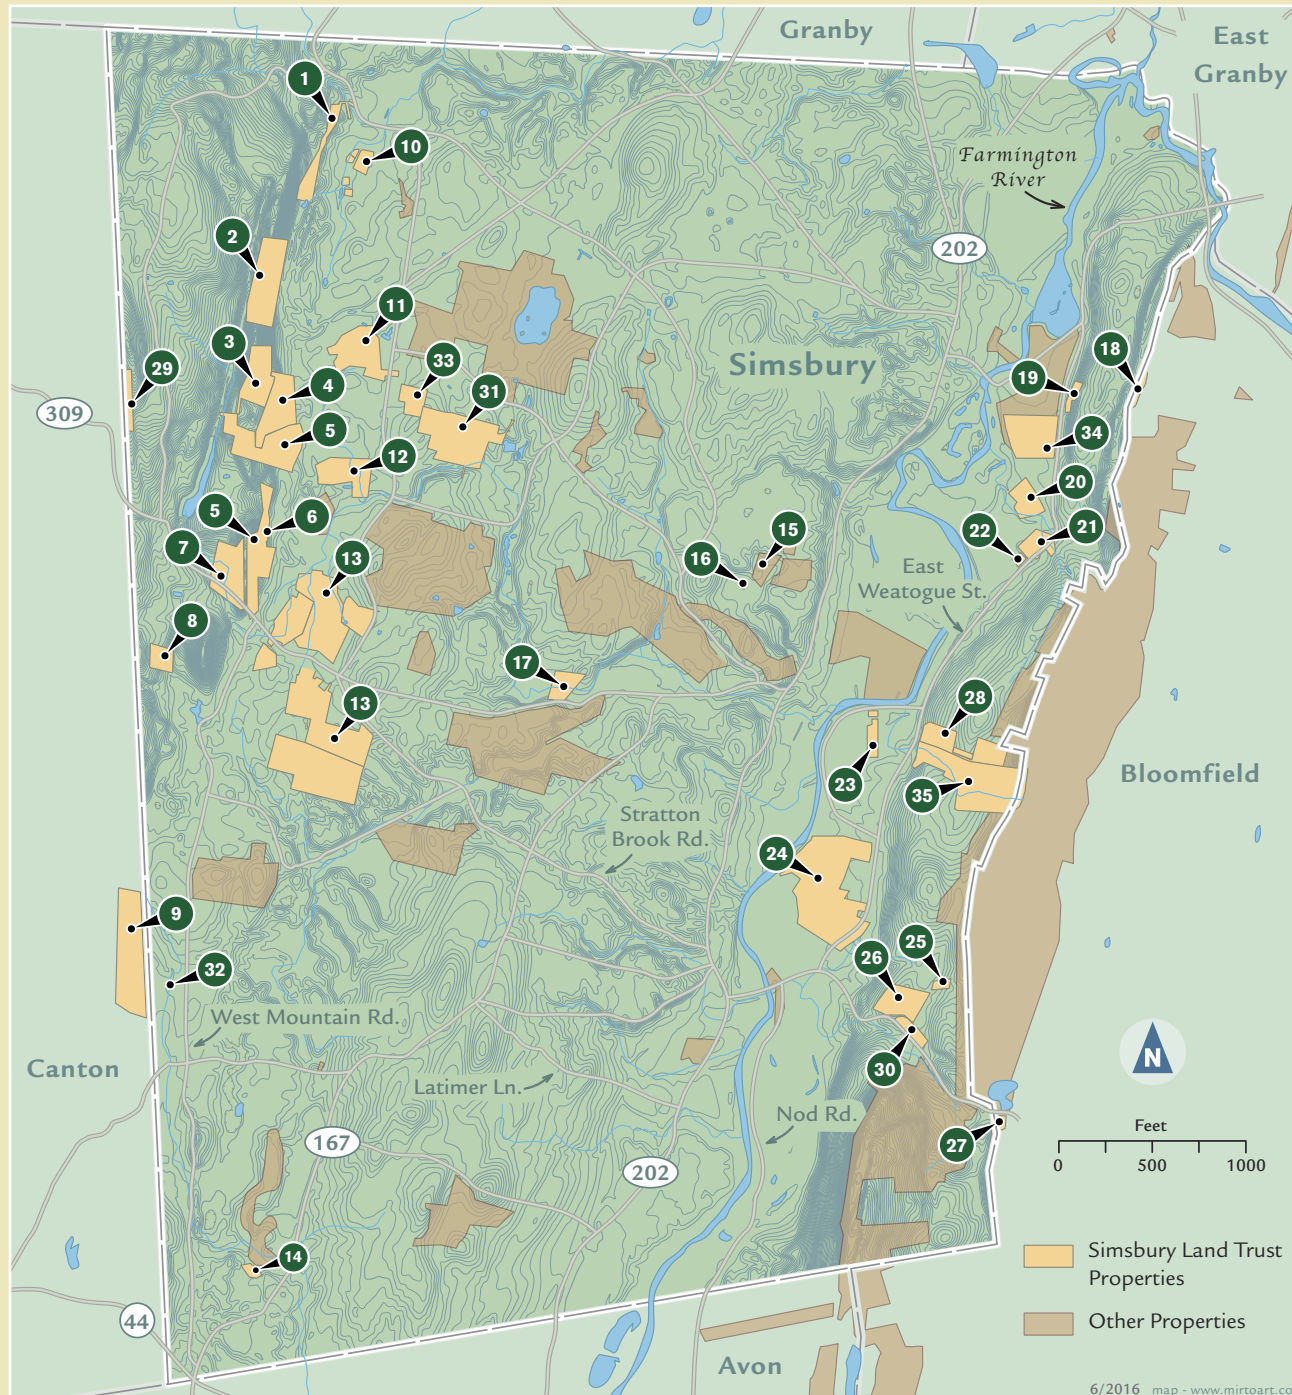 Granby
East
Granby
1
10
Farmington
River
202
2
11
3
33
18
29
Simsbury
19
4
31
309
5
34
12
20
5
6
22
21
15
7
13
16
East
Weatogue St.
8
17
28
13
Bloomfield
23
35
Stratton
Brook Rd.
24
9
25
26
32
West Mountain Rd.
N
Canton
30
Latimer Ln.
Nod Rd.
Feet
167
27
0
500
1000
202
14
Simsbury Land Trust
Properties
44
Other Properties
Avon
6/2016 map - www.mirtoart.co